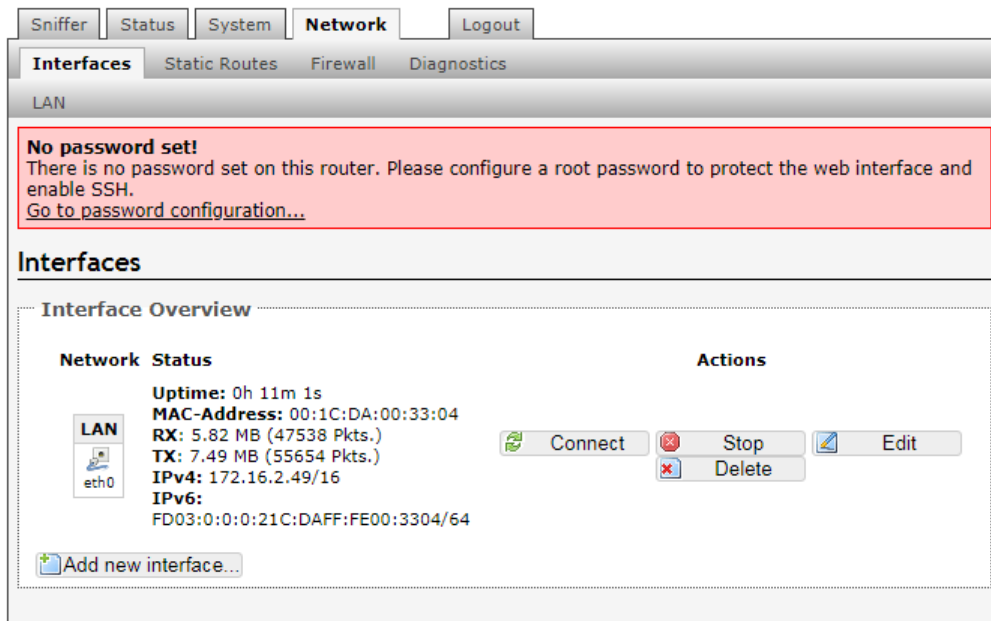 Sniffer Status System Network Logout
Interfaces Static Routes Firewall Diagnostics
LAN
No password set!
There is no password set on this router. Please configure a root password to protect the web interface and
enable SSH.
Go to password configuration...
Interfaces
Interface Overview
Network Status Actions
Uptime: 0h 11m 1s
MAC-Address: 00:1C:DA:00:33:04
LAN
RX: 5.82 MB (47538 Pkts.)
TX: 7.49 MB (55654 Pkts.)
eth0
IPv4: 172.16.2.49/16
IPv6:
FD03:0:0:0:21C:DAFF:FE00:3304/64
Connect Stop Edit
Delete
Add new interface...